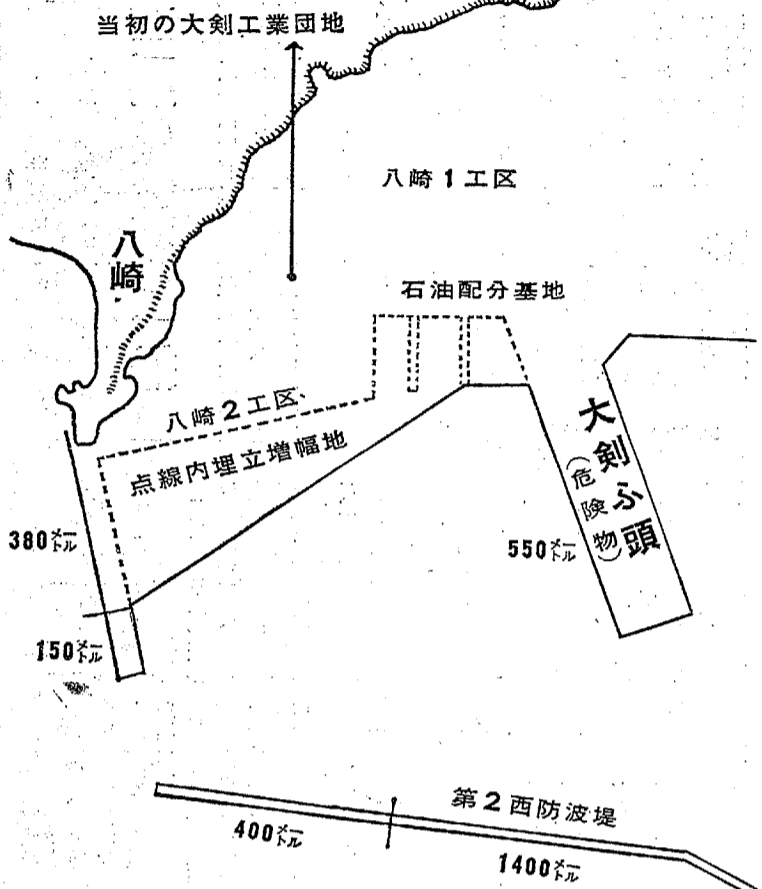 当初の大剣工業団地
八崎1工区
八崎
石油配分基地
八崎2工区
点線内埋立増幅地
大剣ふ頭
(危険物)
380メートル
550メートル
150メートル
第2西防波堤
400メートル
1400メートル